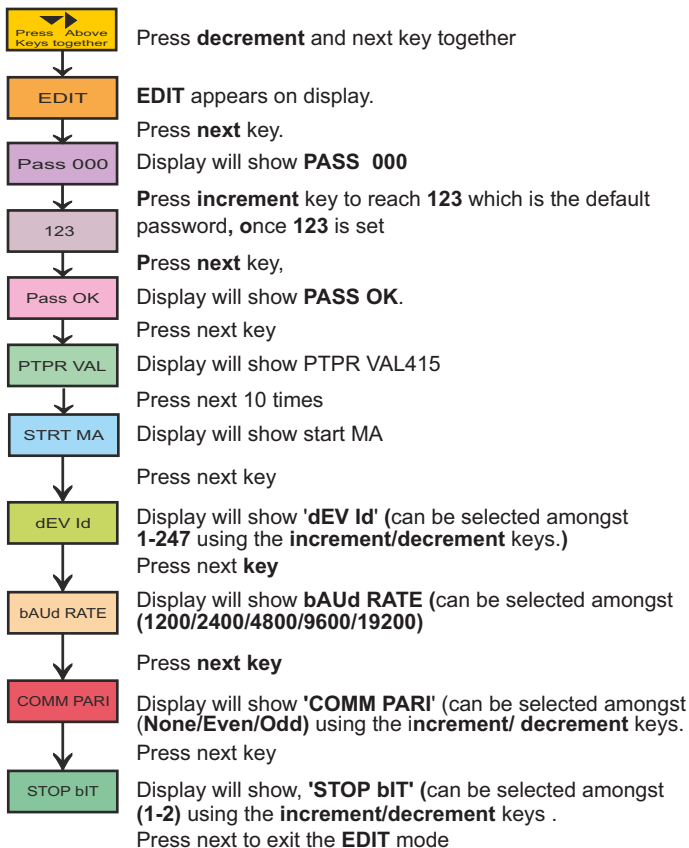 Press Above
Keys together
Press decrement and next key together
EDIT
EDIT appears on display.
Press next key.
Pass 000
Display will show PASS 000
Press increment key to reach 123 which is the default
password, once 123 is set
123
Press next key,
Pass OK
Display will show PASS OK.
Press next key
PTPR VAL
Display will show PTPR VAL415
Press next 10 times
STRT MA
Display will show start MA
Press next key
dEV Id
Display will show 'dEV Id' (can be selected amongst
1-247 using the increment/decrement keys.)
Press next key
bAUd RATE
Display will show bAUd RATE (can be selected amongst
(1200/2400/4800/9600/19200)
Press next key
COMM PARI
Display will show 'COMM PARI' (can be selected amongst
(None/Even/Odd) using the increment/ decrement keys.
Press next key
STOP bIT
Display will show, 'STOP bIT' (can be selected amongst
(1-2) using the increment/decrement keys .
Press next to exit the EDIT mode